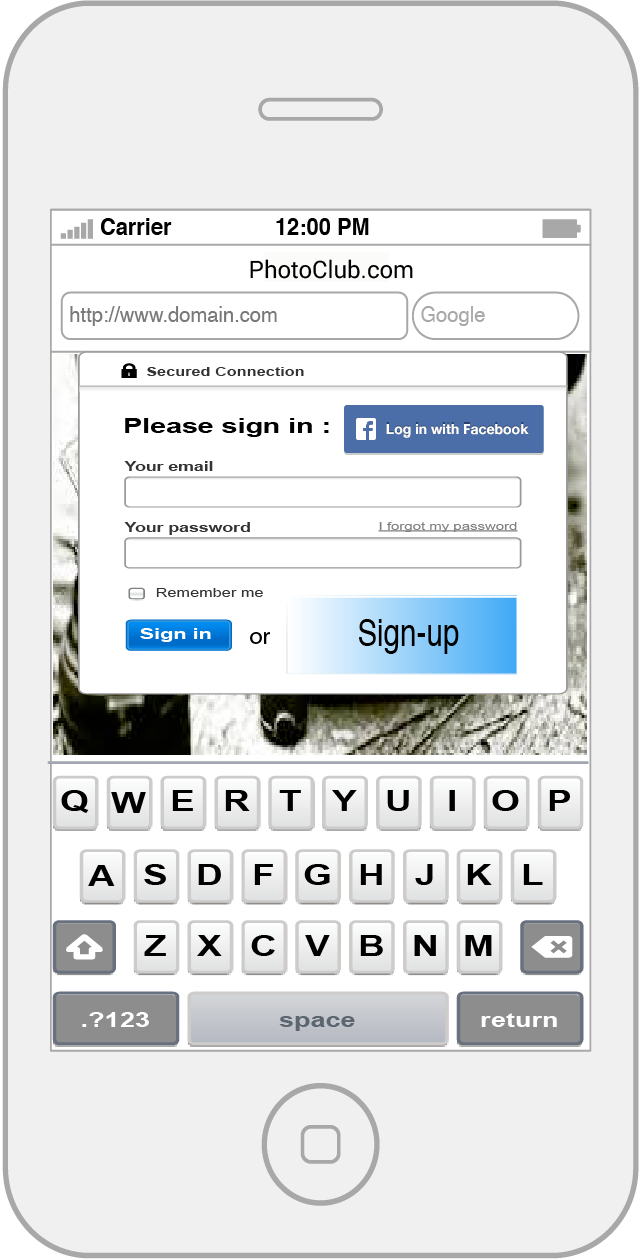 Carrier 12:00 PM
PhotoClub.com
http://www.domain.com Google
Secured Connection
Please sign in : Log in with Facebook
Your email
Your password I forgot my password
Remember me
Sign in or Sign-up
Q W E R T Y U I O P
A S D F G H J K L
Z X C V B N M
.?123 space return